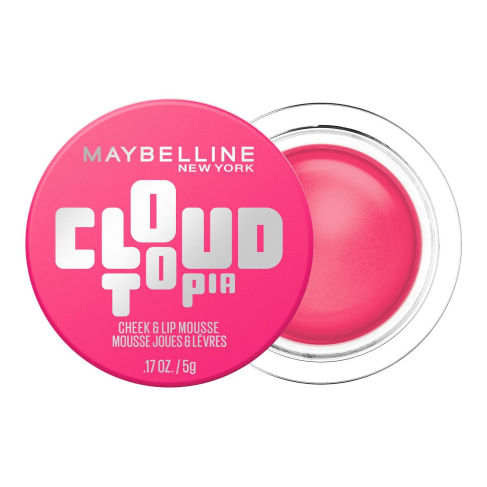 MAYBELLINE
NEW YORK
CLOUD
TOPIA
CHEEK & LIP MOUSSE
MOUSSE JOUES & LÈVRES
.17 OZ. / 5g